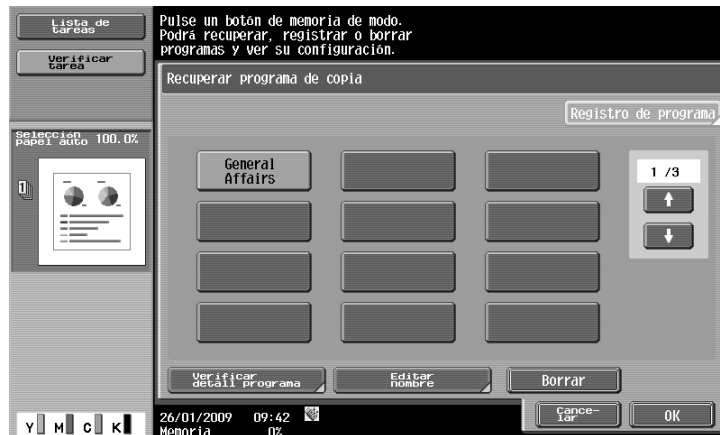 Lista de
tareas
Verificar
tarea
Selección
papel auto 100.0%
1
Y M C K
Pulse un botón de memoria de modo.
Podrá recuperar, registrar o borrar
programas y ver su configuración.
Recuperar programa de copia
Registro de programa
General
Affairs
1 /3
Verificar
detall programa
Editar
nombre
Borrar
26/01/2009 09:42
Memoria 0%
Cance-
lar
OK